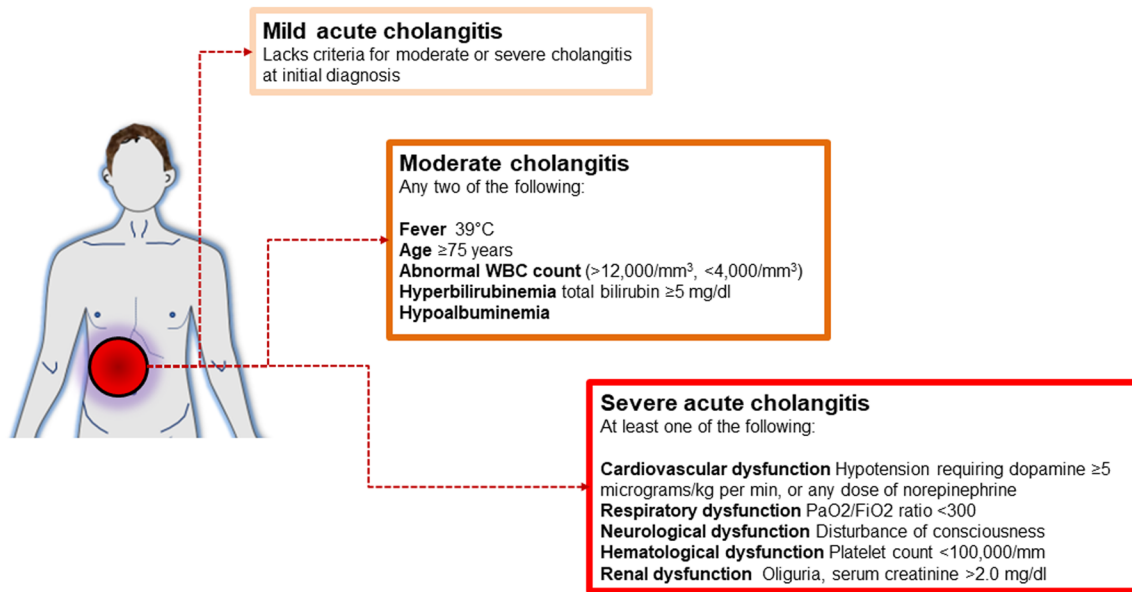 Mild acute cholangitis
Lacks criteria for moderate or severe cholangitis
at initial diagnosis
Moderate cholangitis
Any two of the following:
Fever 39°C
Age ≥75 years
Abnormal WBC count (>12,000/mm³, <4,000/mm³)
Hyperbilirubinemia total bilirubin ≥5 mg/dl
Hypoalbuminemia
Severe acute cholangitis
At least one of the following:
Cardiovascular dysfunction Hypotension requiring dopamine ≥5
micrograms/kg per min, or any dose of norepinephrine
Respiratory dysfunction PaO2/FiO2 ratio <300
Neurological dysfunction Disturbance of consciousness
Hematological dysfunction Platelet count <100,000/mm
Renal dysfunction Oliguria, serum creatinine >2.0 mg/dl